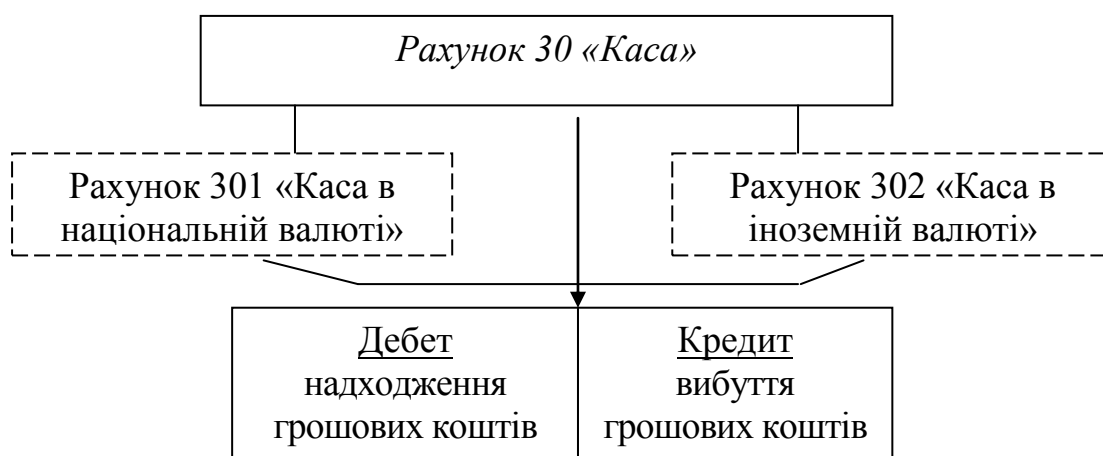 Рахунок 30 «Каса»
Рахунок 301 «Каса в
національній валюті»
Рахунок 302 «Каса в
іноземній валюті»
Дебет
надходження
грошових коштів
Кредит
вибуття
грошових коштів